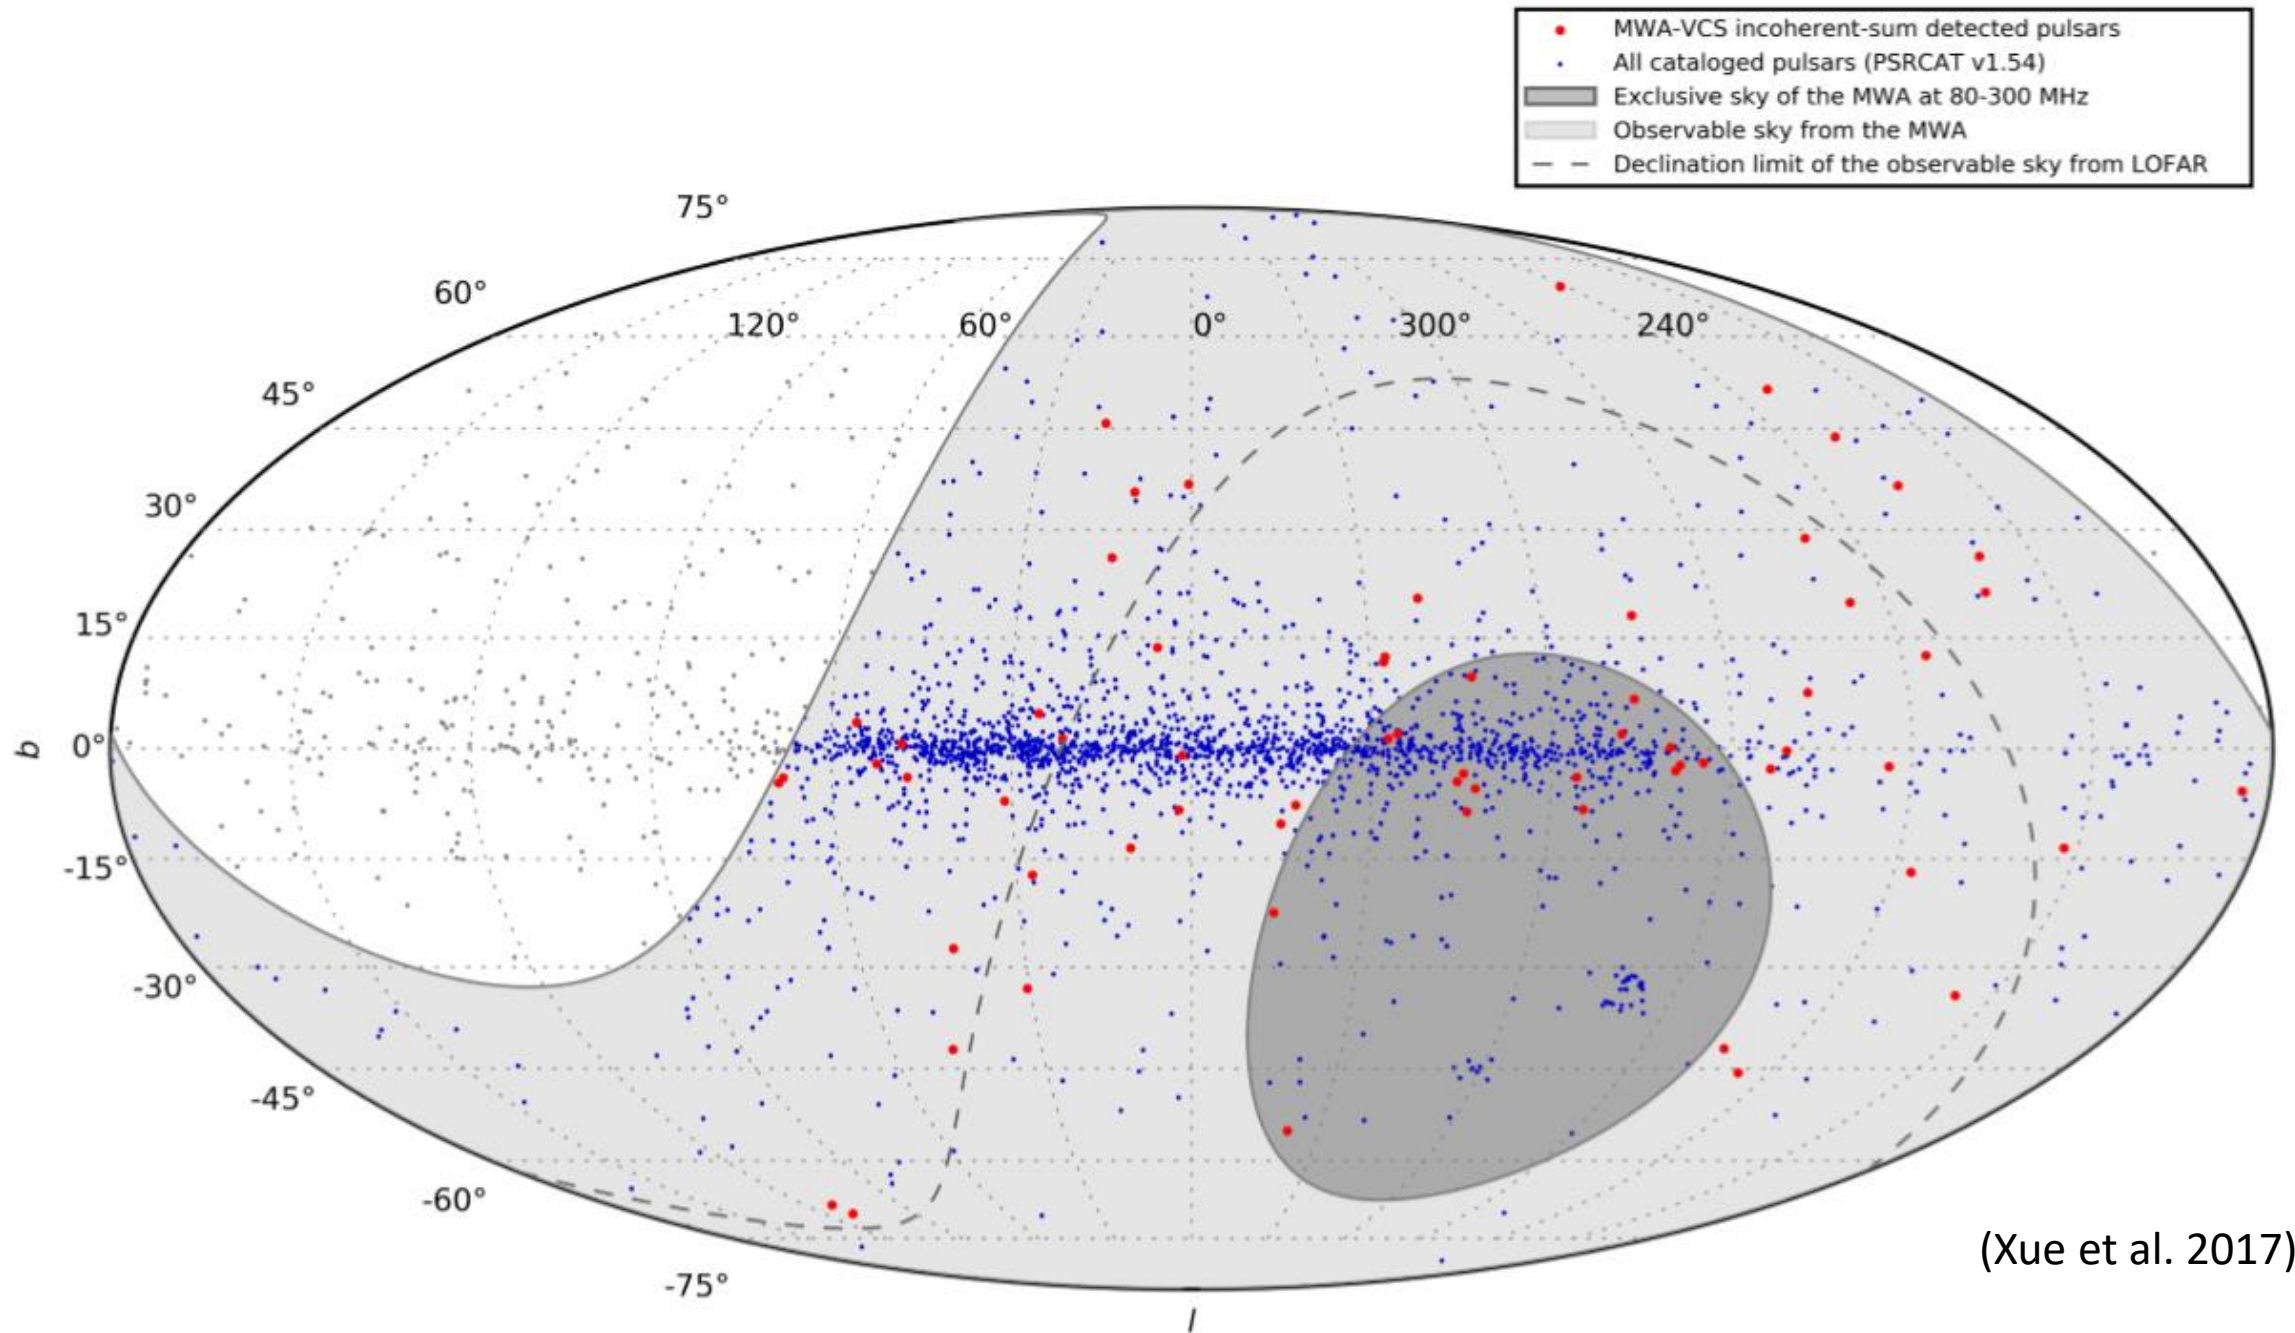 MWA-VCS incoherent-sum detected pulsars
All cataloged pulsars (PSRCAT v1.54)
Exclusive sky of the MWA at 80-300 MHz
Observable sky from the MWA
Declination limit of the observable sky from LOFAR
75°
60°
120° 60° 0° 300° 240°
45°
30°
15°
0°
b
-15°
-30°
-45°
-60°
(Xue et al. 2017)
-75°
l